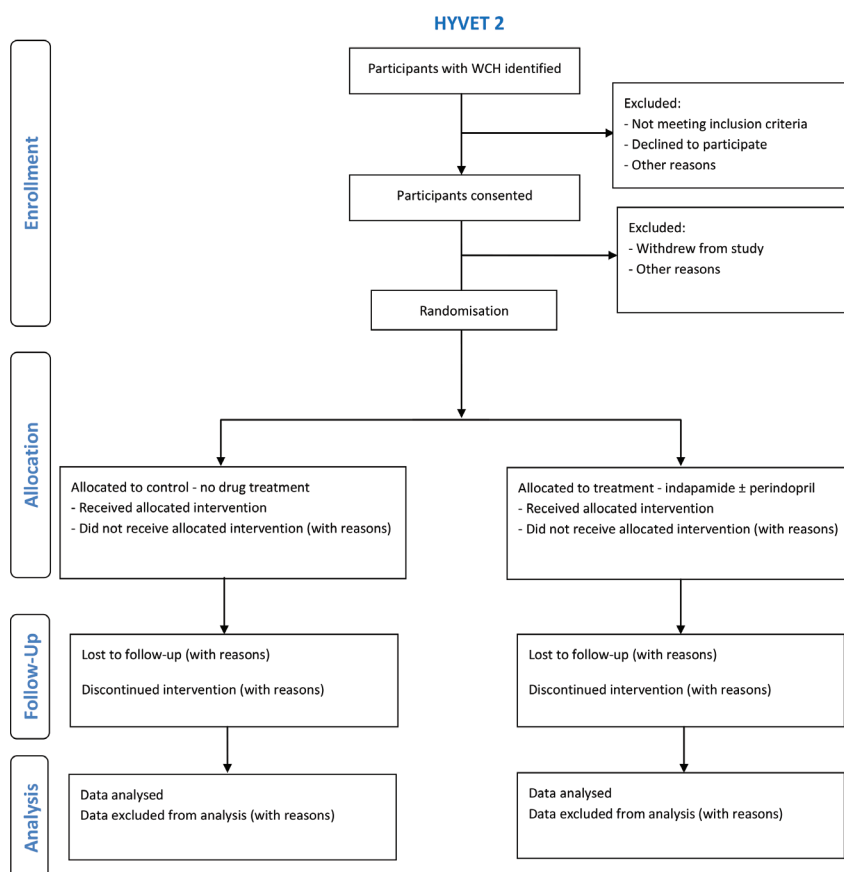 HYVET 2
Enrollment
Participants with WCH identified
Excluded:
- Not meeting inclusion criteria
- Declined to participate
- Other reasons
Participants consented
Excluded:
- Withdrew from study
- Other reasons
Randomisation
Allocation
Allocated to control - no drug treatment
- Received allocated intervention
- Did not receive allocated intervention (with reasons)
Allocated to treatment - indapamide ± perindopril
- Received allocated intervention
- Did not receive allocated intervention (with reasons)
Follow-Up
Lost to follow-up (with reasons)
Discontinued intervention (with reasons)
Lost to follow-up (with reasons)
Discontinued intervention (with reasons)
Analysis
Data analysed
Data excluded from analysis (with reasons)
Data analysed
Data excluded from analysis (with reasons)